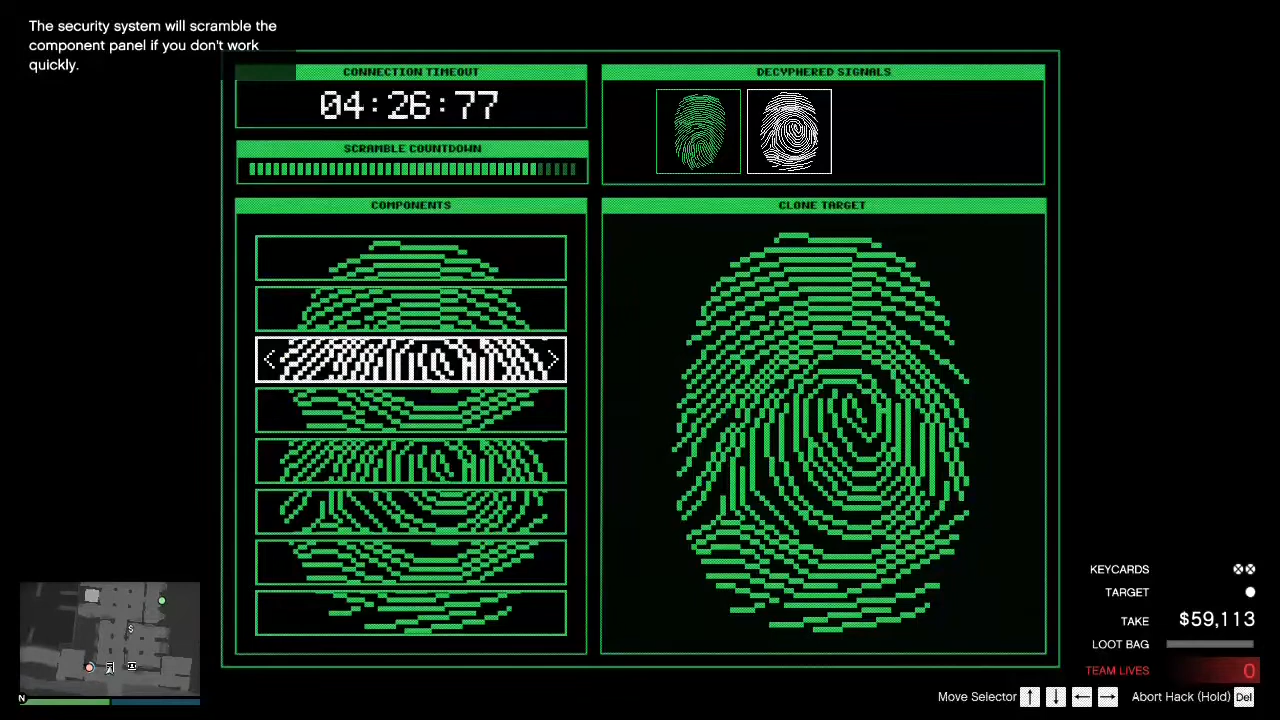 The security system will scramble the
component panel if you don't work
quickly.
CONNECTION TIMEOUT
04:26:77
SCRAMBLE COUNTDOWN
COMPONENTS
DECYPHERED SIGNALS
CLONE TARGET
S
N
KEYCARDS
TARGET
TAKE $59,113
LOOT BAG
TEAM LIVES 0
Move Selector ↑ ↓ ← → Abort Hack (Hold) Del